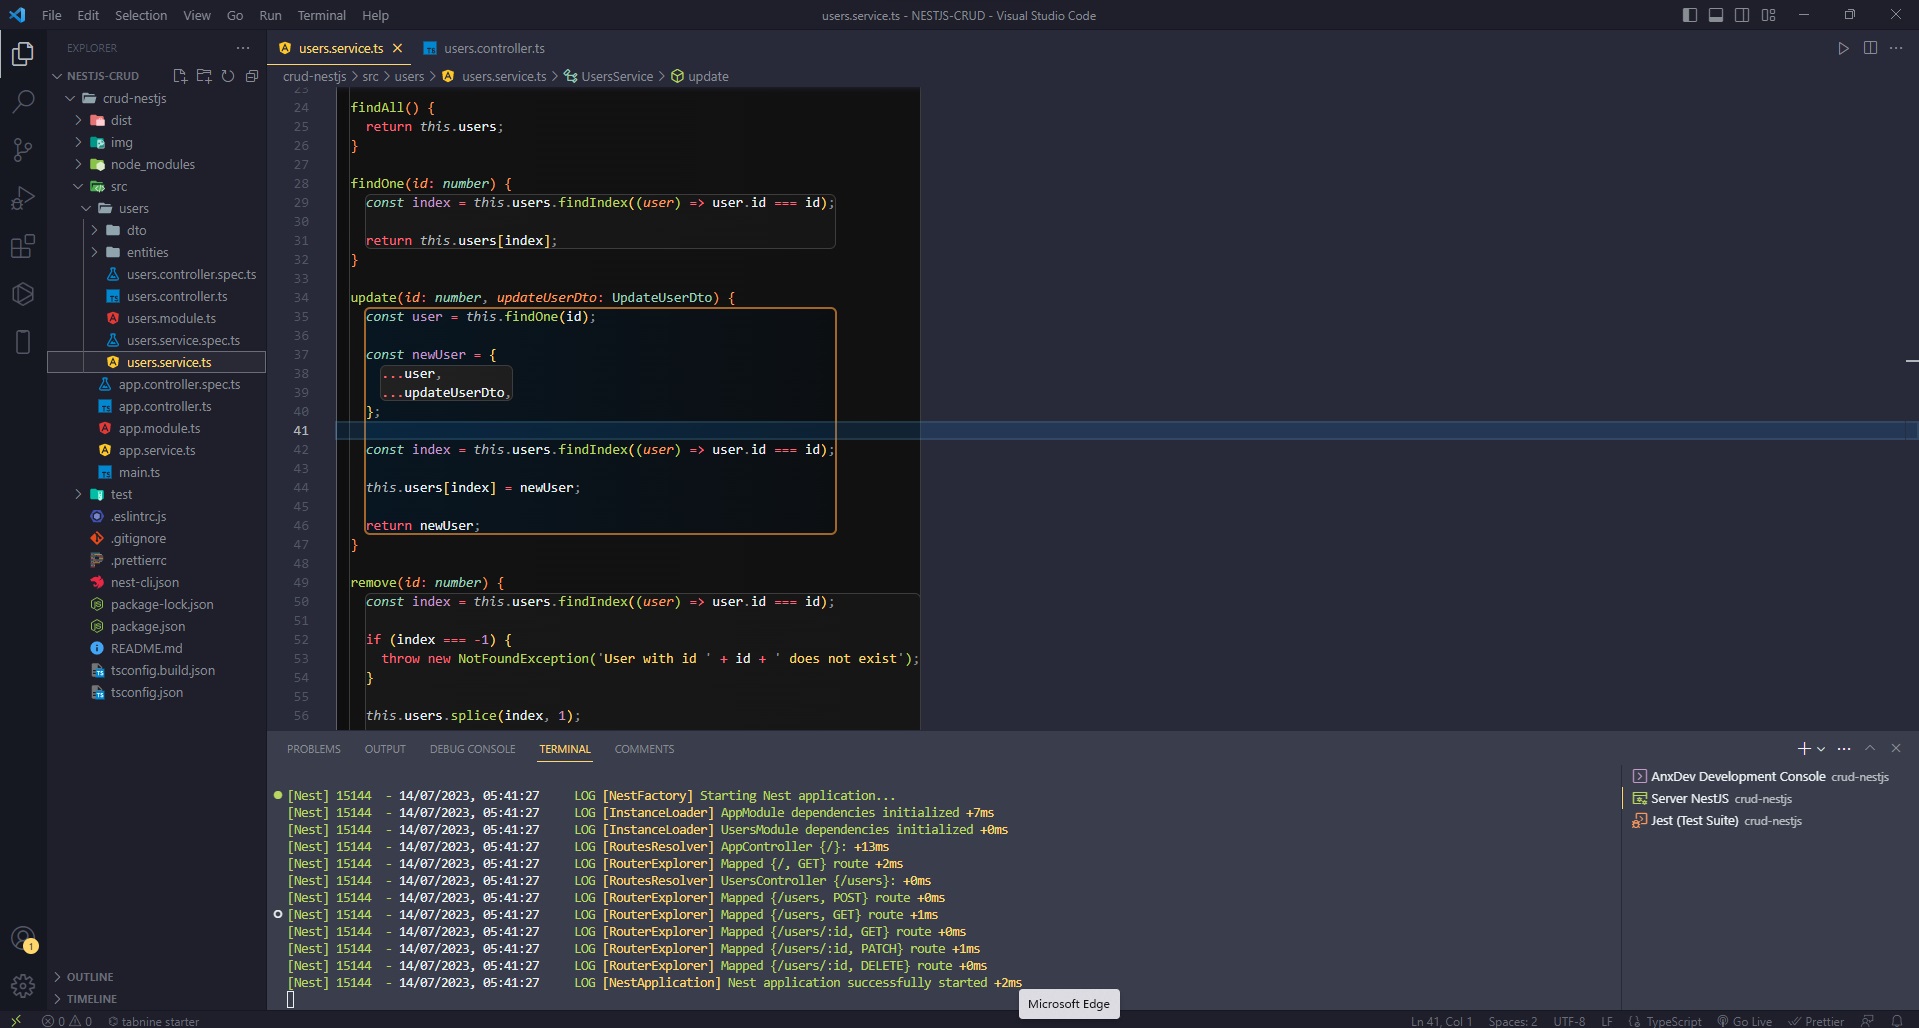 File Edit Selection View Go Run Terminal Help
users.service.ts - NESTJS-CRUD - Visual Studio Code
EXPLORER
NESTJS-CRUD
crud-nestjs
dist
img
node_modules
src
users
dto
entities
users.controller.spec.ts
users.controller.ts
users.module.ts
users.service.spec.ts
users.service.ts
app.controller.spec.ts
app.controller.ts
app.module.ts
app.service.ts
main.ts
test
.eslintrc.js
.gitignore
.prettierrc
nest-cli.json
package-lock.json
package.json
README.md
tsconfig.build.json
tsconfig.json
OUTLINE
TIMELINE
users.service.ts users.controller.ts
crud-nestjs > src > users > users.service.ts > UsersService > update
23
24 findAll() {
25 return this.users;
26 }
27
28 findOne(id: number) {
29 const index = this.users.findIndex((user) => user.id === id);
30
31 return this.users[index];
32 }
33
34 update(id: number, updateUserDto: UpdateUserDto) {
35 const user = this.findOne(id);
36
37 const newUser = {
38 ...user,
39 ...updateUserDto,
40 };
41
42 const index = this.users.findIndex((user) => user.id === id);
43
44 this.users[index] = newUser;
45
46 return newUser;
47 }
48
49 remove(id: number) {
50 const index = this.users.findIndex((user) => user.id === id);
51
52 if (index === -1) {
53 throw new NotFoundException('User with id ' + id + ' does not exist');
54 }
55
56 this.users.splice(index, 1);
PROBLEMS OUTPUT DEBUG CONSOLE TERMINAL COMMENTS
[Nest] 15144 - 14/07/2023, 05:41:27 LOG [NestFactory] Starting Nest application...
[Nest] 15144 - 14/07/2023, 05:41:27 LOG [InstanceLoader] AppModule dependencies initialized +7ms
[Nest] 15144 - 14/07/2023, 05:41:27 LOG [InstanceLoader] UsersModule dependencies initialized +0ms
[Nest] 15144 - 14/07/2023, 05:41:27 LOG [RoutesResolver] AppController {/}: +13ms
[Nest] 15144 - 14/07/2023, 05:41:27 LOG [RouterExplorer] Mapped {/, GET} route +2ms
[Nest] 15144 - 14/07/2023, 05:41:27 LOG [RoutesResolver] UsersController {/users}: +0ms
[Nest] 15144 - 14/07/2023, 05:41:27 LOG [RouterExplorer] Mapped {/users, POST} route +0ms
[Nest] 15144 - 14/07/2023, 05:41:27 LOG [RouterExplorer] Mapped {/users, GET} route +1ms
[Nest] 15144 - 14/07/2023, 05:41:27 LOG [RouterExplorer] Mapped {/users/:id, GET} route +0ms
[Nest] 15144 - 14/07/2023, 05:41:27 LOG [RouterExplorer] Mapped {/users/:id, PATCH} route +1ms
[Nest] 15144 - 14/07/2023, 05:41:27 LOG [RouterExplorer] Mapped {/users/:id, DELETE} route +0ms
[Nest] 15144 - 14/07/2023, 05:41:27 LOG [NestApplication] Nest application successfully started +2ms
AnxDev Development Console crud-nestjs
Server NestJS crud-nestjs
Jest (Test Suite) crud-nestjs
Microsoft Edge
1
0 0 tabnine starter
Ln 41, Col 1 Spaces: 2 UTF-8 LF {} TypeScript Go Live Prettier